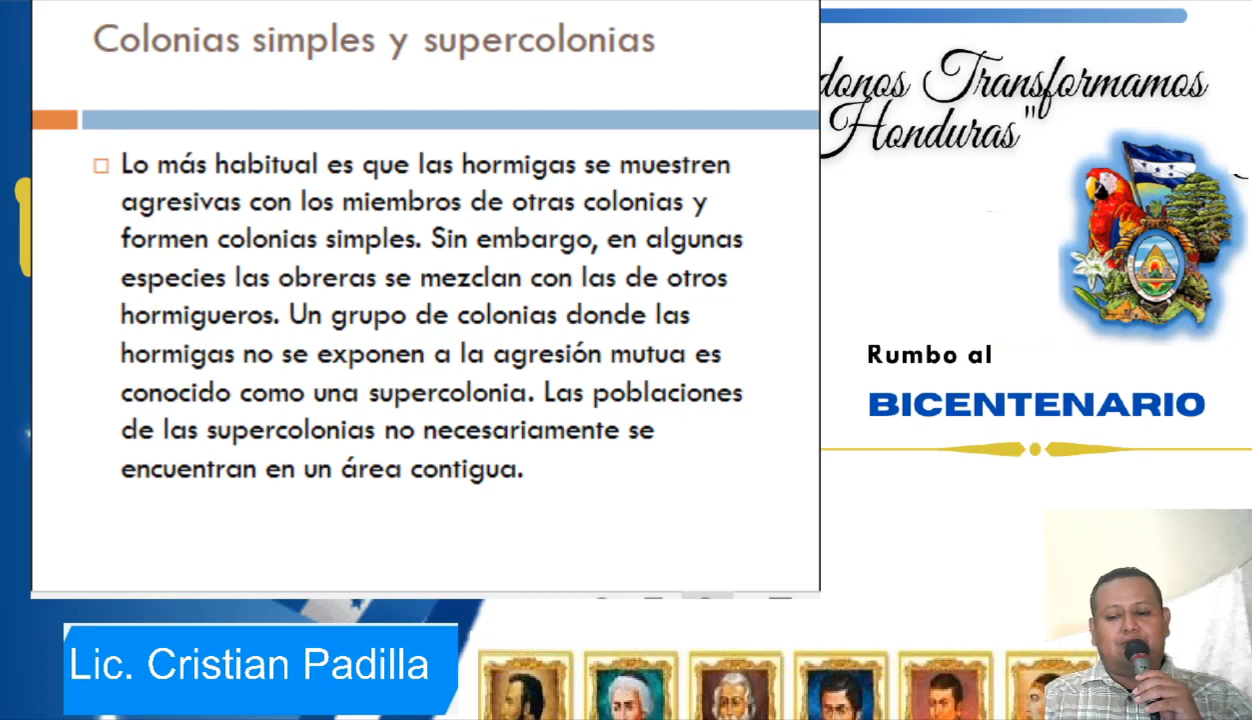 Colonias simples y supercolonias
Lo más habitual es que las hormigas se muestren
agresivas con los miembros de otras colonias y
formen colonias simples. Sin embargo, en algunas
especies las obreras se mezclan con las de otros
hormigueros. Un grupo de colonias donde las
hormigas no se exponen a la agresión mutua es
conocido como una supercolonia. Las poblaciones
de las supercolonias no necesariamente se
encuentran en un área contigua.
Transformamos
Honduras"
Rumbo al
BICENTENARIO
Lic. Cristian Padilla